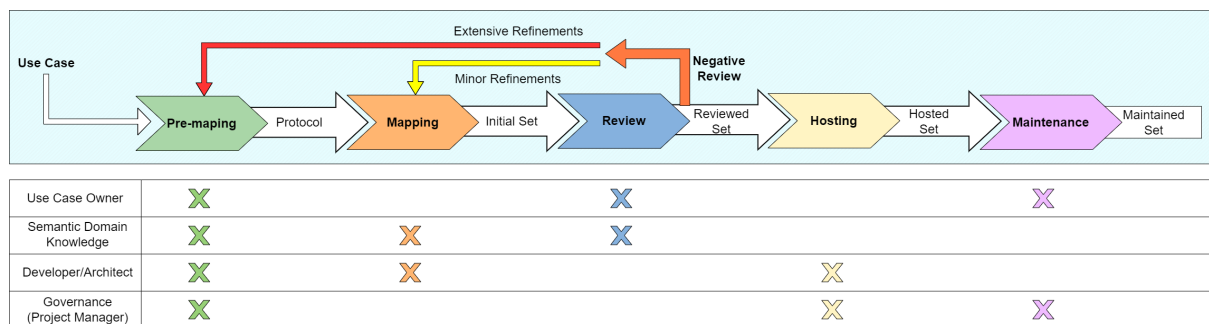 Extensive Refinements
Use Case
Negative
Review
Minor Refinements
Pre-maping
Protocol
Mapping
Initial Set
Review
Reviewed
Set
Hosting
Hosted
Set
Maintenance
Maintained
Set
Use Case Owner
X
X
X
Semantic Domain
Knowledge
X
X
X
Developer/Architect
X
X
X
Governance
(Project Manager)
X
X
X